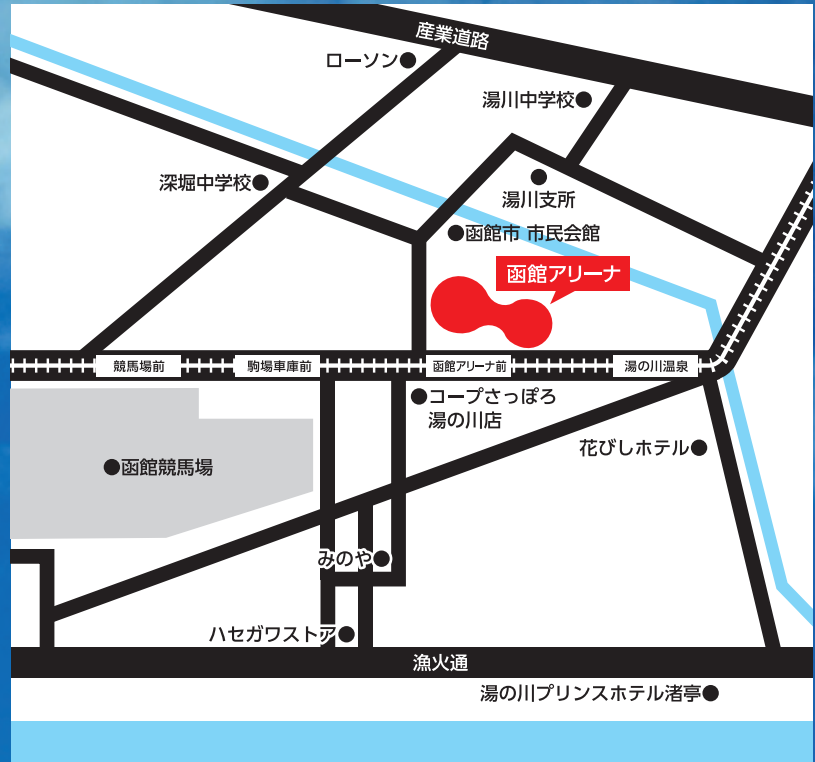 産業道路
ローソン
湯川中学校
深堀中学校
湯川支所
函館市 市民会館
函館アリーナ
競馬場前
駒場車庫前
函館アリーナ前
湯の川温泉
コープさっぽろ
湯の川店
花びしホテル
函館競馬場
みのや
ハセガワストア
漁火通
湯の川プリンスホテル渚亭